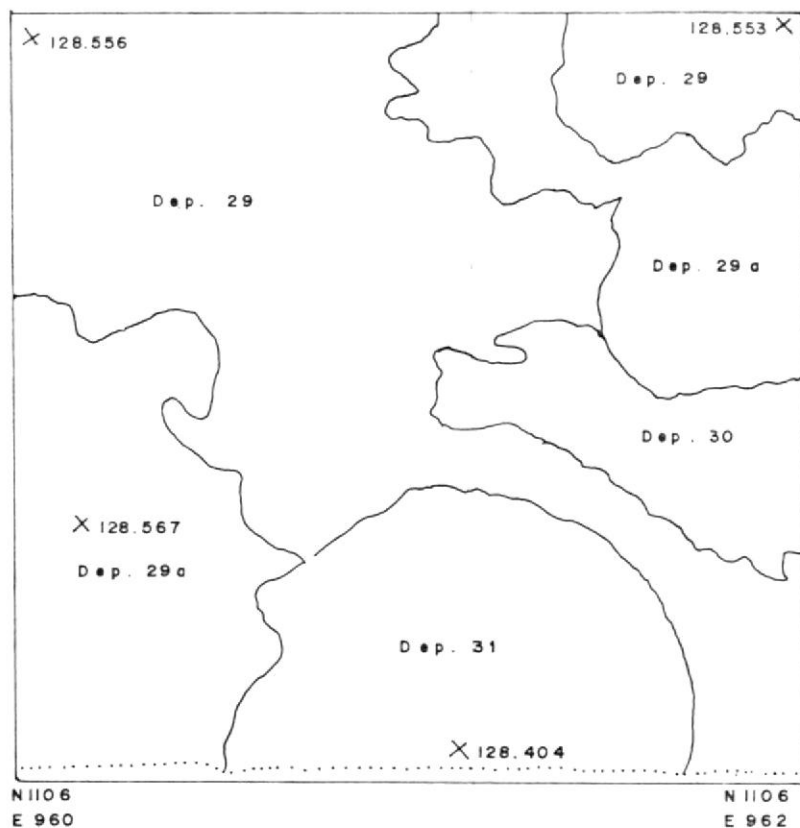 128.556
128.553
Dep. 29
Dep. 29
Dep. 29a
Dep. 30
128.567
Dep. 29a
Dep. 31
128.404
N1106
E 960
N 1106
E 962